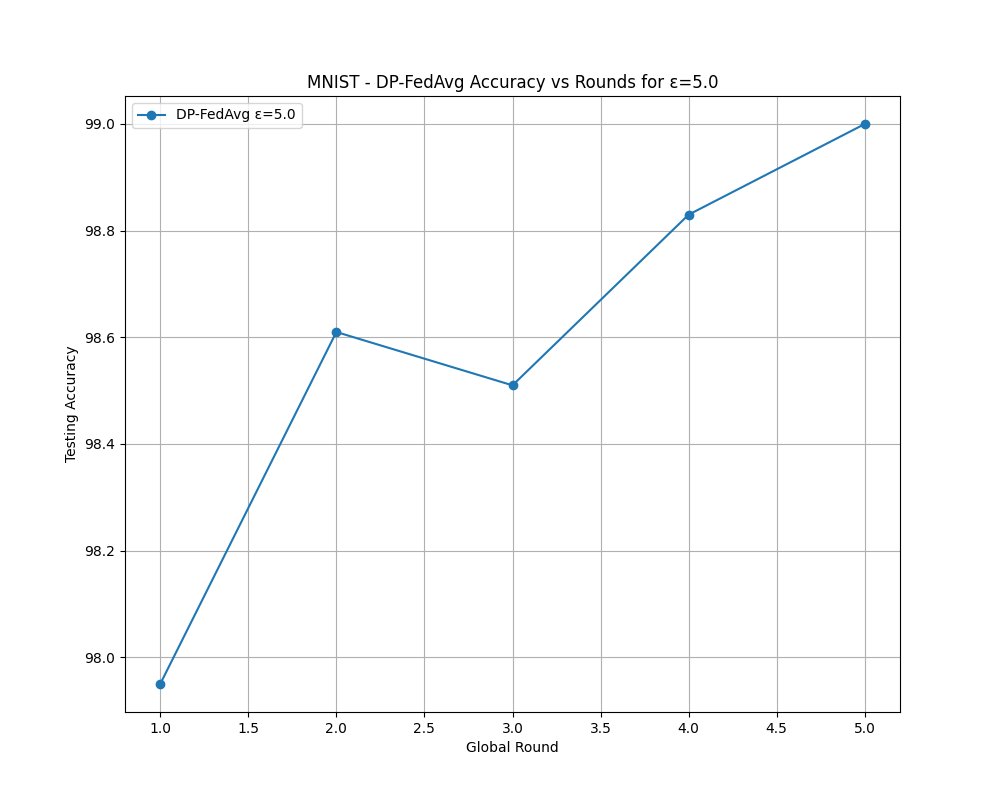 MNIST - DP-FedAvg Accuracy vs Rounds for ε=5.0
DP-FedAvg ε=5.0
Testing Accuracy
99.0
98.8
98.6
98.4
98.2
98.0
1.0 1.5 2.0 2.5 3.0 3.5 4.0 4.5 5.0
Global Round